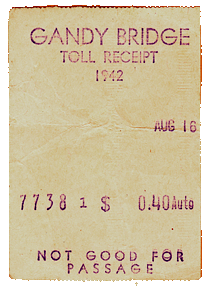 GANDY BRIDGE
TOLL RECEIPT
1942
AUG 16
7738 1 $ 0.40 Auto
NOT GOOD FOR
PASSAGE